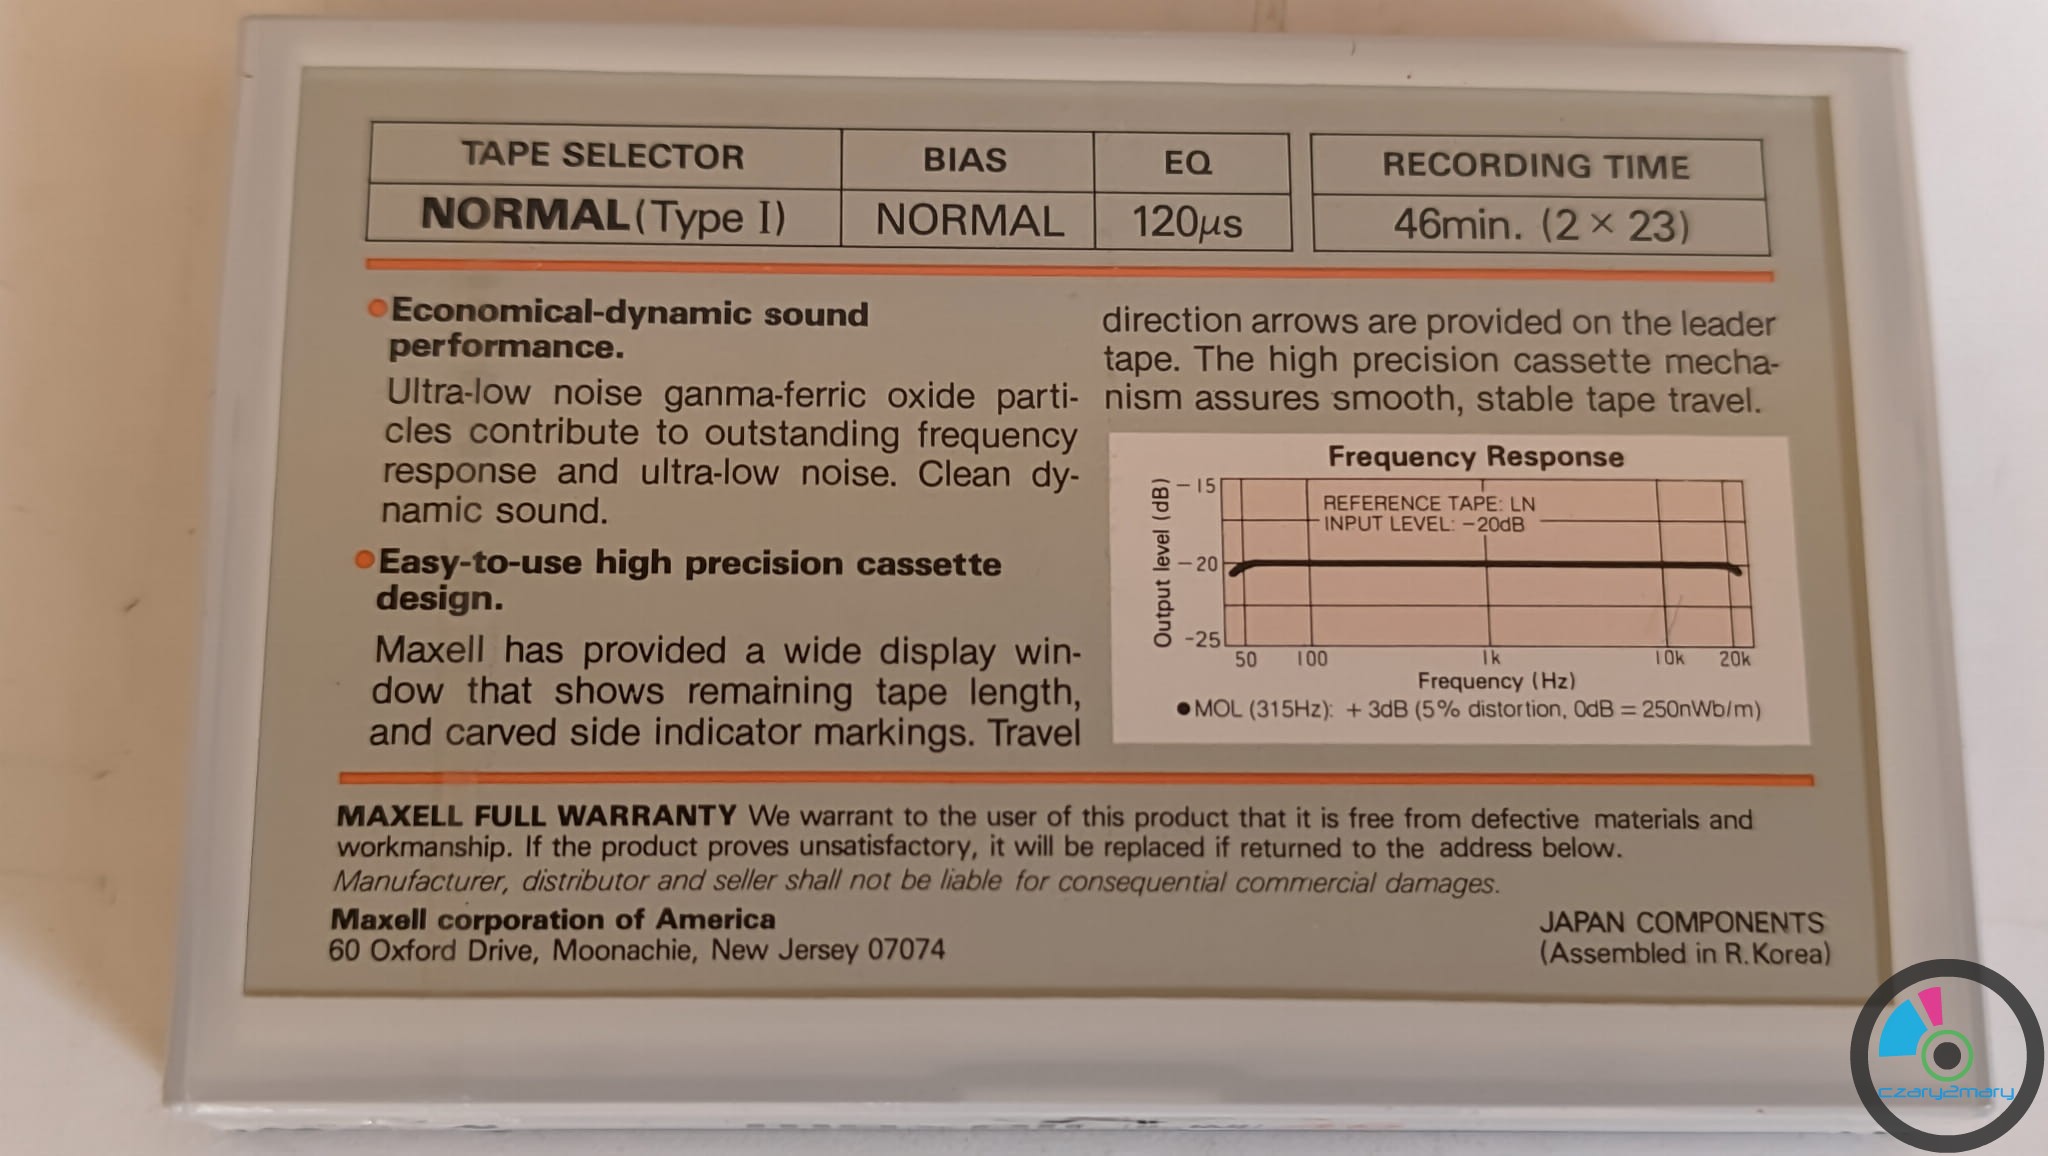 TAPE SELECTOR BIAS EQ RECORDING TIME
NORMAL (Type I) NORMAL 120μs 46min. (2 × 23)
●Economical-dynamic sound
performance.
Ultra-low noise ganma-ferric oxide parti-
cles contribute to outstanding frequency
response and ultra-low noise. Clean dy-
namic sound.
●Easy-to-use high precision cassette
design.
Maxell has provided a wide display win-
dow that shows remaining tape length,
and carved side indicator markings. Travel
direction arrows are provided on the leader
tape. The high precision cassette mecha-
nism assures smooth, stable tape travel.
Frequency Response
Output level (dB)
-15
REFERENCE TAPE: LN
INPUT LEVEL: -20dB
-20
-25
50 100 1k 10k 20k
Frequency (Hz)
●MOL (315Hz): + 3dB (5% distortion, 0dB = 250nWb/m)
MAXELL FULL WARRANTY We warrant to the user of this product that it is free from defective materials and
workmanship. If the product proves unsatisfactory, it will be replaced if returned to the address below.
Manufacturer, distributor and seller shall not be liable for consequential commercial damages.
Maxell corporation of America
60 Oxford Drive, Moonachie, New Jersey 07074
JAPAN COMPONENTS
(Assembled in R. Korea)
czary2mary